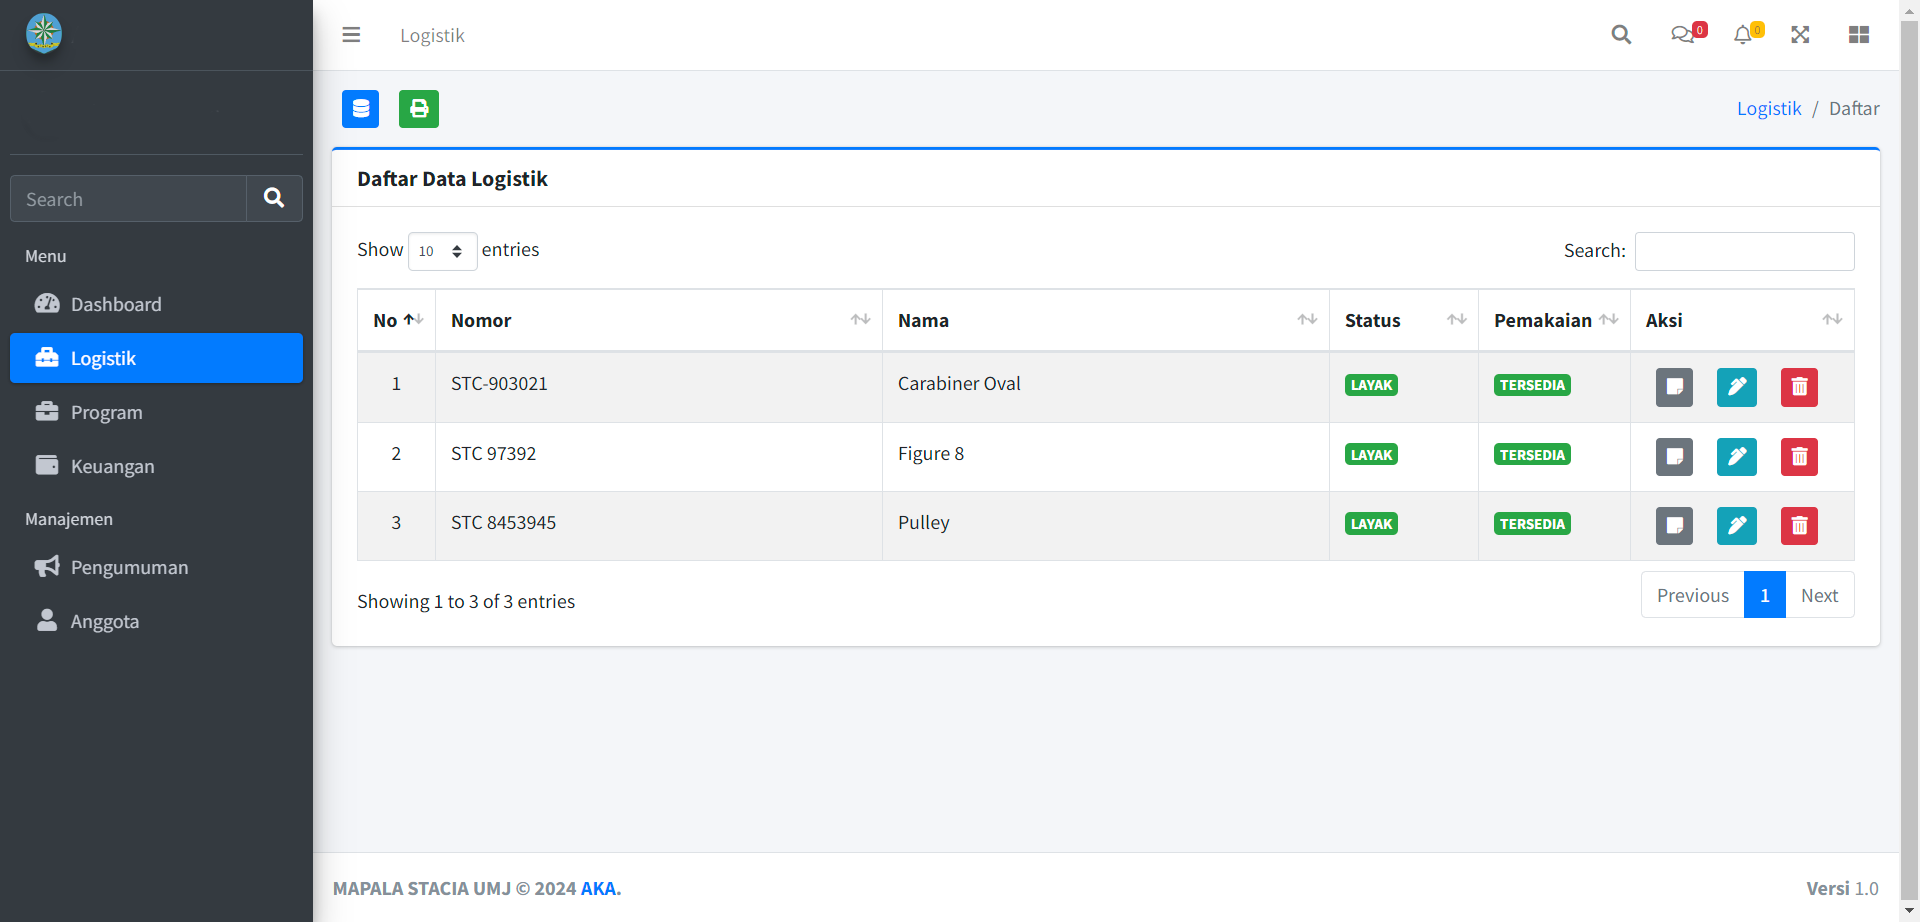 Logistik
0
0
Logistik / Daftar
Search
Menu
Dashboard
Logistik
Program
Keuangan
Manajemen
Pengumuman
Anggota
Daftar Data Logistik
Show 10 entries
Search:
No Nomor Nama Status Pemakaian Aksi
1 STC-903021 Carabiner Oval LAYAK TERSEDIA
2 STC 97392 Figure 8 LAYAK TERSEDIA
3 STC 8453945 Pulley LAYAK TERSEDIA
Showing 1 to 3 of 3 entries
Previous 1 Next
MAPALA STACIA UMJ © 2024 AKA.
Versi 1.0